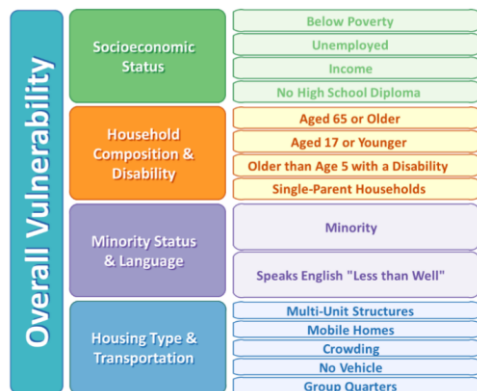 Overall Vulnerability
Socioeconomic
Status
Below Poverty
Unemployed
Income
No High School Diploma
Household
Composition &
Disability
Aged 65 or Older
Aged 17 or Younger
Older than Age 5 with a Disability
Single-Parent Households
Minority Status
& Language
Minority
Speaks English "Less than Well"
Housing Type &
Transportation
Multi-Unit Structures
Mobile Homes
Crowding
No Vehicle
Group Quarters